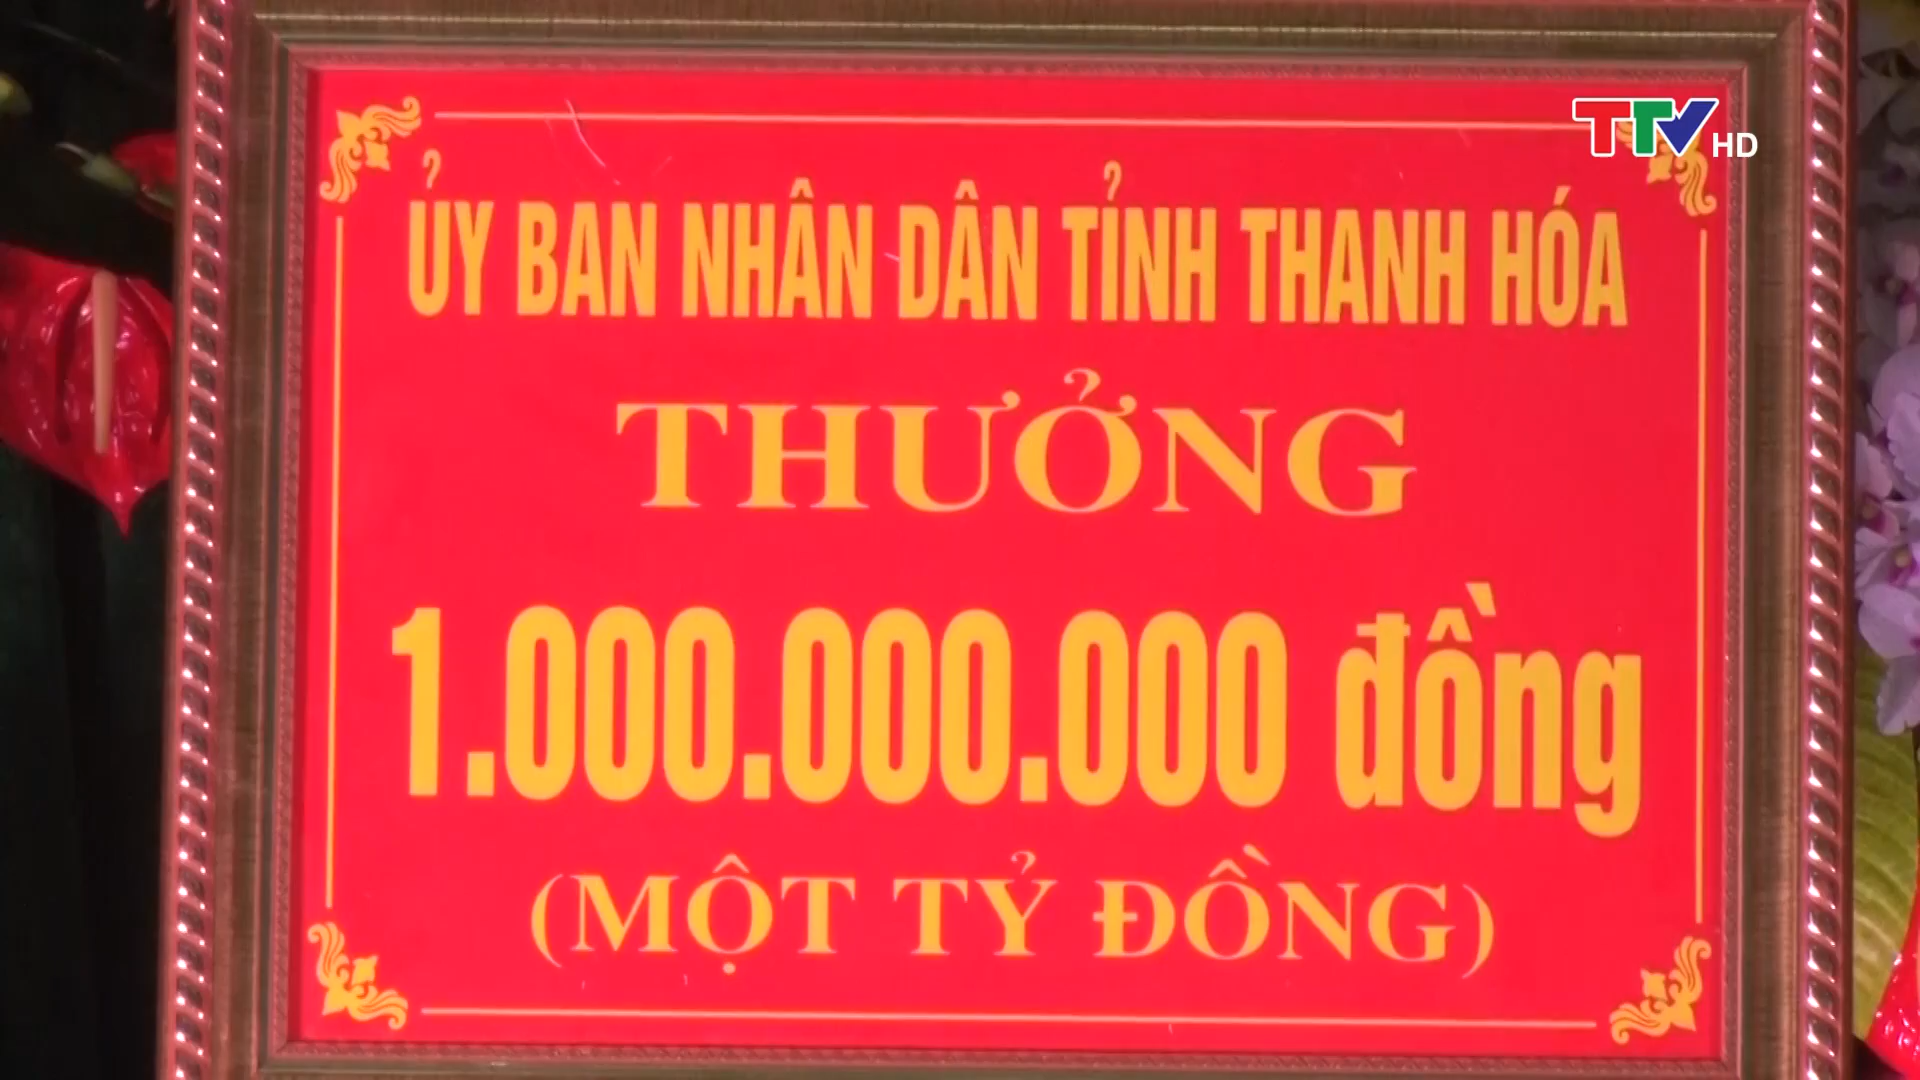 TTV HD
ỦY BAN NHÂN DÂN TỈNH THANH HÓA
THƯỞNG
1.000.000.000 đồng
(MỘT TỶ ĐỒNG)